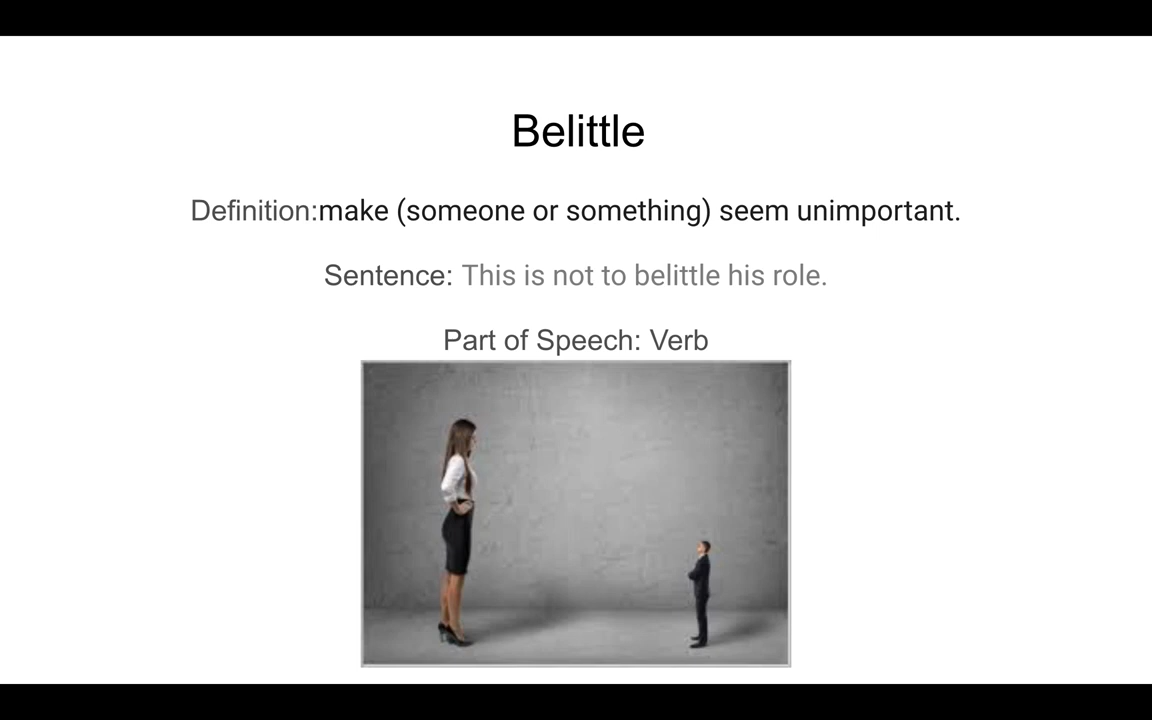 Belittle
Definition:make (someone or something) seem unimportant.
Sentence: This is not to belittle his role.
Part of Speech: Verb